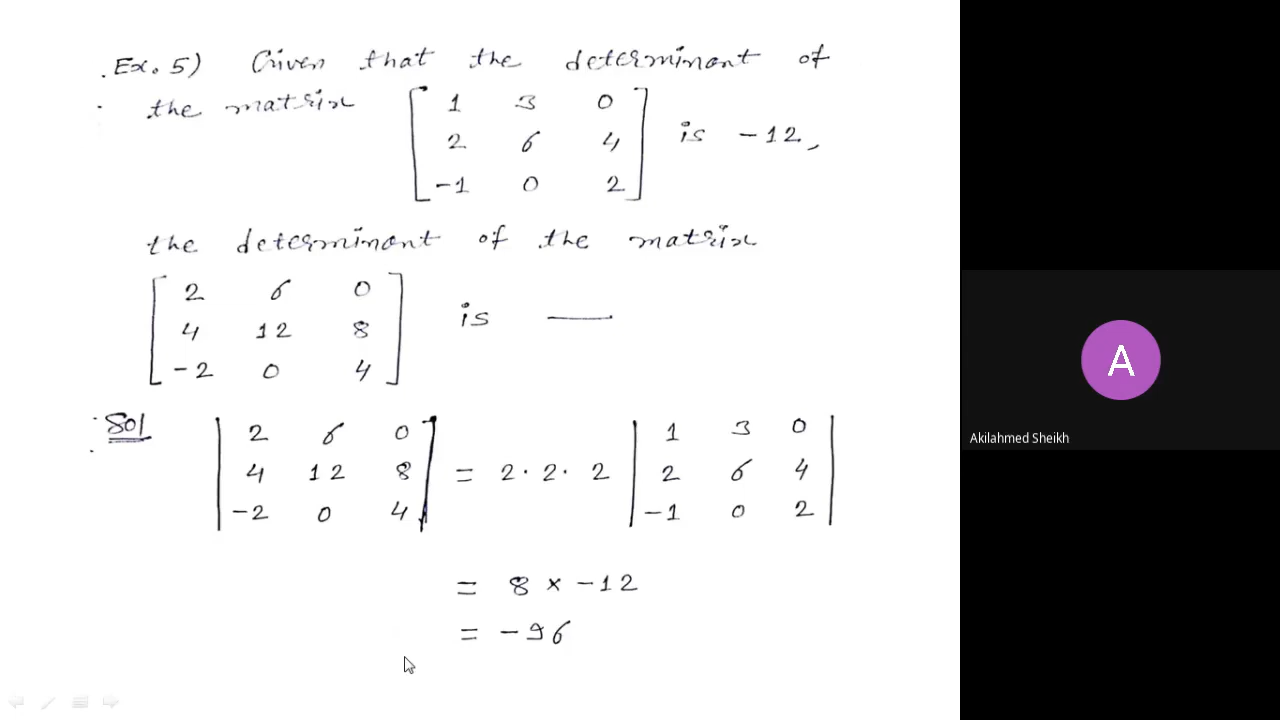 Ex. 5) Given that the determinant of
the matrix [ 1 3 0
2 6 4
-1 0 2 ] is -12,
the determinant of the matrix
[ 2 6 0
4 12 8
-2 0 4 ] is ___
Sol | 2 6 0
4 12 8
-2 0 4 | = 2 · 2 · 2 | 1 3 0
2 6 4
-1 0 2 |
= 8 × -12
= -96
A
Akilahmed Sheikh